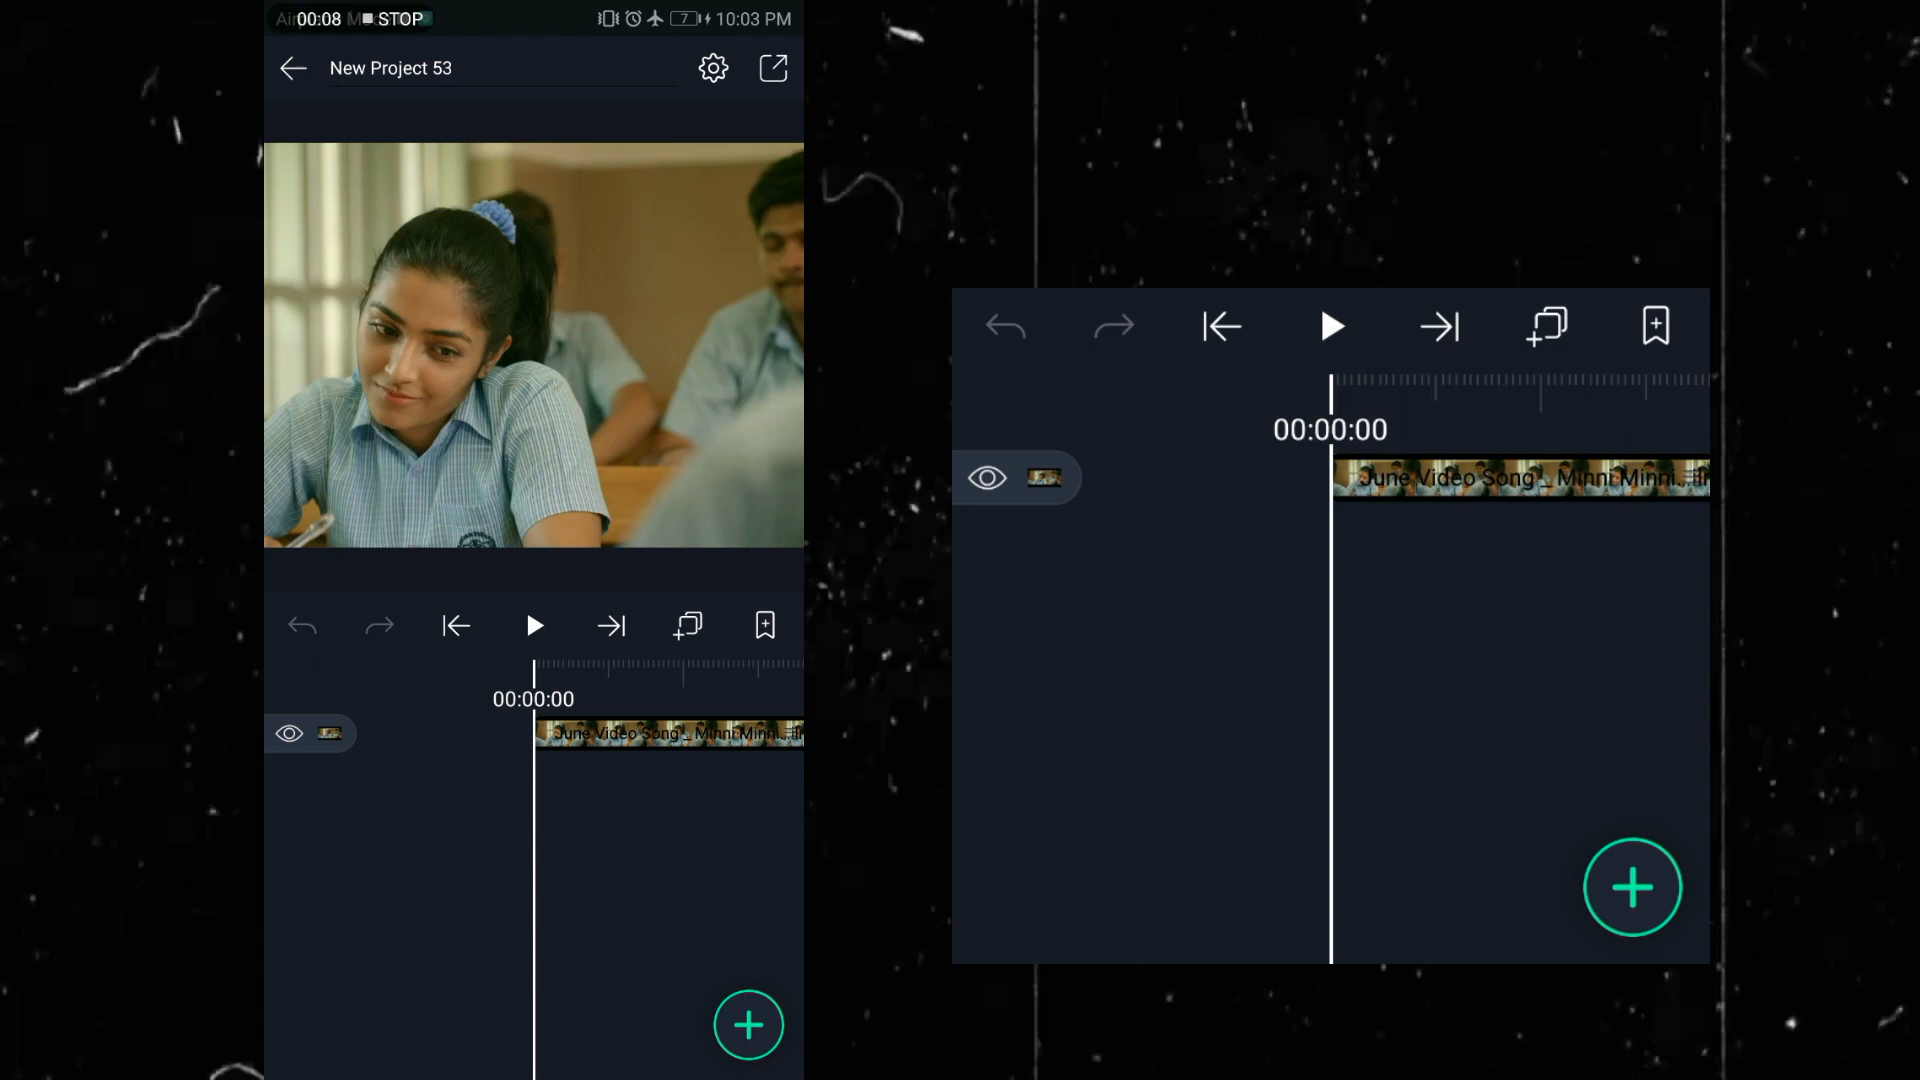 00:08 STOP
7 10:03 PM
New Project 53
00:00:00
June Video Song _ Minni Minni..
00:00:00
June Video Song _ Minni Minni..